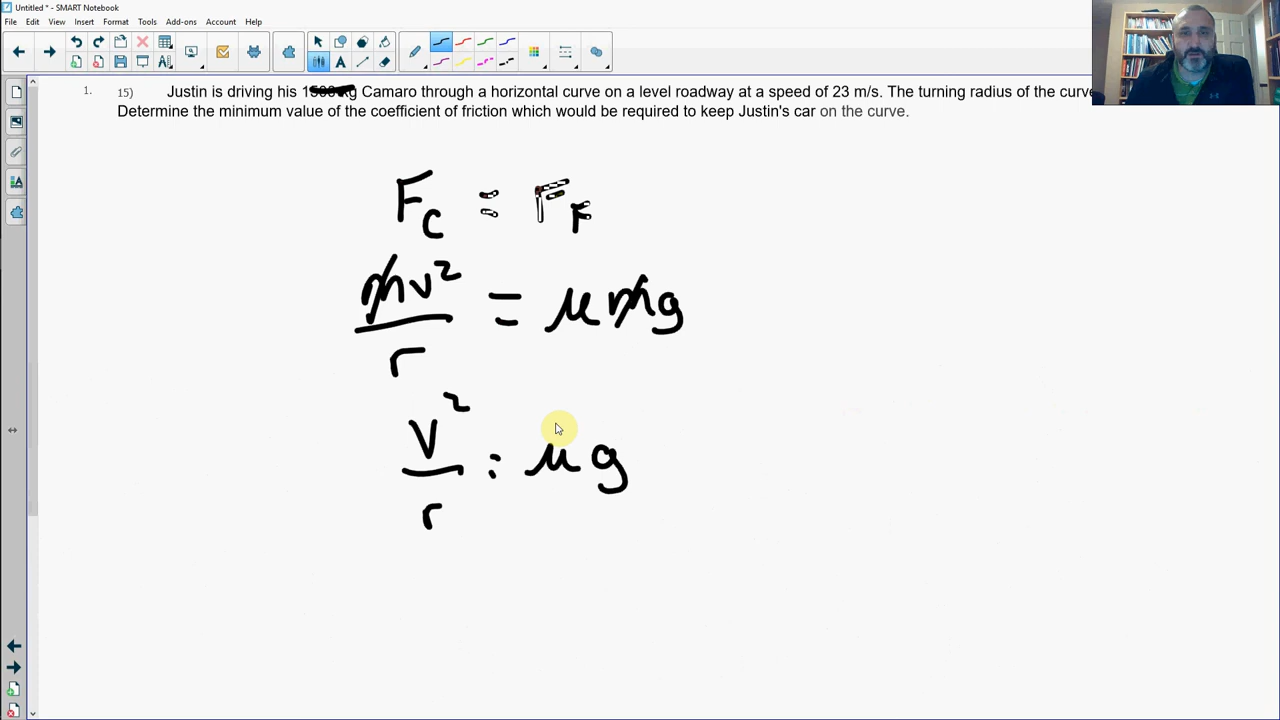 Untitled * - SMART Notebook
File Edit View Insert Format Tools Add-ons Account Help
1. 15) Justin is driving his Camaro through a horizontal curve on a level roadway at a speed of 23 m/s. The turning radius of the curve
Determine the minimum value of the coefficient of friction which would be required to keep Justin's car on the curve.
F_C = F_F
mv²/r = μmg
v²/r = μg